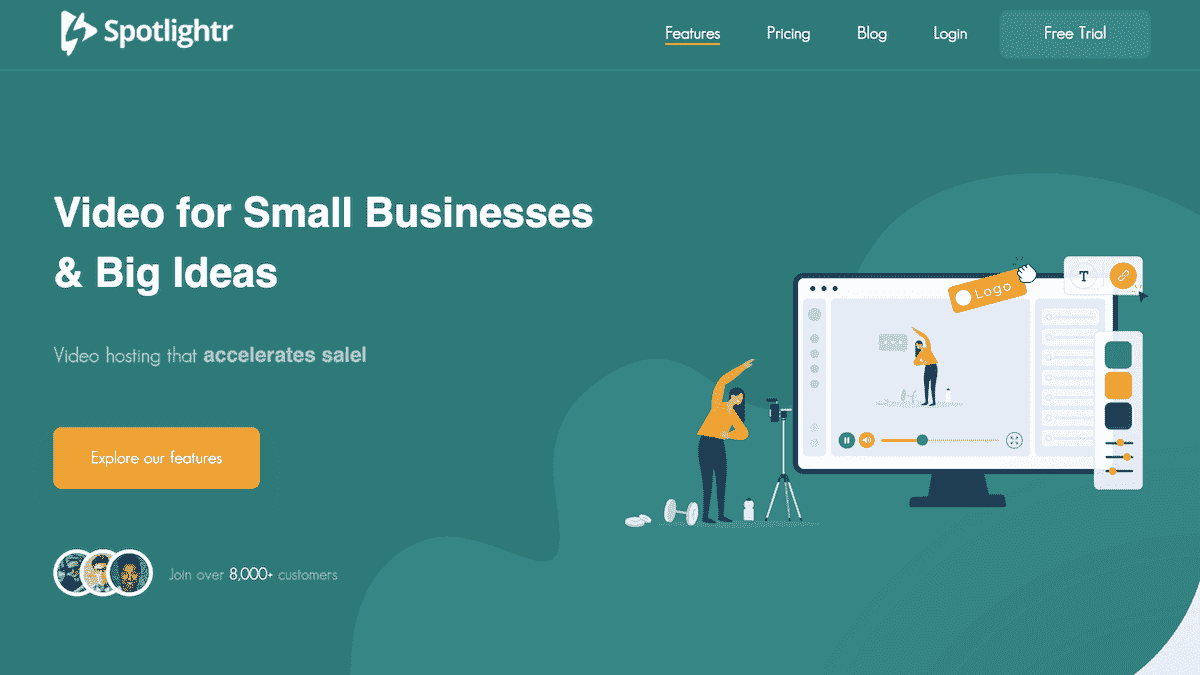 Spotlightr
Features
Pricing
Blog
Login
Free Trial
Video for Small Businesses
& Big Ideas
Video hosting that accelerates salel
Explore our features
Join over 8,000+ customers
Logo
T